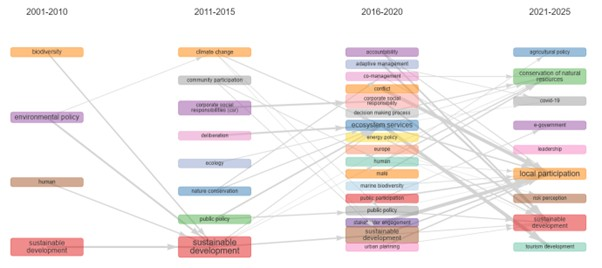 2001-2010
2011-2015
2016-2020
2021-2025
biodiversity
environmental policy
human
sustainable
development
climate change
community participation
corporate social
responsibilities (csr)
deliberation
ecology
nature conservation
public policy
sustainable
development
accountability
adaptive management
co-management
conflict
corporate social
responsibility
decision making process
ecosystem services
energy policy
europe
human
male
marine biodiversity
public participation
public policy
stakeholder engagement
sustainable
development
urban planning
agricultural policy
conservation of natural
resources
covid-19
e-government
leadership
local participation
risk perception
sustainable
development
tourism development